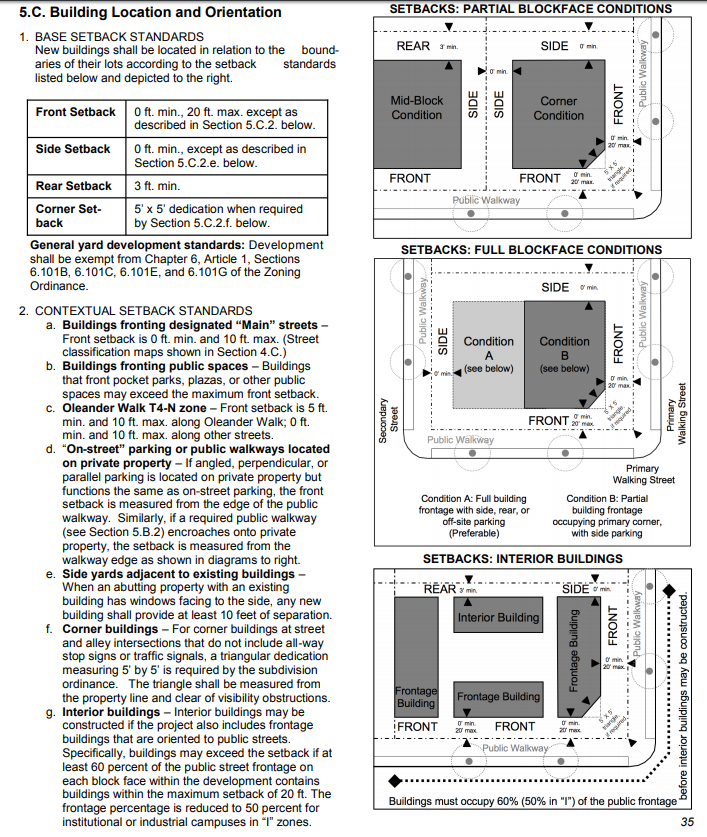 5.C. Building Location and Orientation
1. BASE SETBACK STANDARDS
New buildings shall be located in relation to the bound-
aries of their lots according to the setback standards
listed below and depicted to the right.
Front Setback
0 ft. min., 20 ft. max. except as
described in Section 5.C.2. below.
Side Setback
0 ft. min., except as described in
Section 5.C.2.e. below.
Rear Setback
3 ft. min.
Corner Set-
back
5' x 5' dedication when required
by Section 5.C.2.f. below.
General yard development standards: Development
shall be exempt from Chapter 6, Article 1, Sections
6.101B, 6.101C, 6.101E, and 6.101G of the Zoning
Ordinance.
2. CONTEXTUAL SETBACK STANDARDS
a. Buildings fronting designated “Main” streets –
Front setback is 0 ft. min. and 10 ft. max. (Street
classification maps shown in Section 4.C.)
b. Buildings fronting public spaces – Buildings
that front pocket parks, plazas, or other public
spaces may exceed the maximum front setback.
c. Oleander Walk T4-N zone – Front setback is 5 ft.
min. and 10 ft. max. along Oleander Walk; 0 ft.
min. and 10 ft. max. along other streets.
d. “On-street” parking or public walkways located
on private property – If angled, perpendicular, or
parallel parking is located on private property but
functions the same as on-street parking, the front
setback is measured from the edge of the public
walkway. Similarly, if a required public walkway
(see Section 5.B.2) encroaches onto private
property, the setback is measured from the
walkway edge as shown in diagrams to right.
e. Side yards adjacent to existing buildings –
When an abutting property with an existing
building has windows facing to the side, any new
building shall provide at least 10 feet of separation.
f. Corner buildings – For corner buildings at street
and alley intersections that do not include all-way
stop signs or traffic signals, a triangular dedication
measuring 5' by 5' is required by the subdivision
ordinance. The triangle shall be measured from
the property line and clear of visibility obstructions.
g. Interior buildings – Interior buildings may be
constructed if the project also includes frontage
buildings that are oriented to public streets.
Specifically, buildings may exceed the setback if at
least 60 percent of the public street frontage on
each block face within the development contains
buildings within the maximum setback of 20 ft. The
frontage percentage is reduced to 50 percent for
institutional or industrial campuses in “I” zones.
SETBACKS: PARTIAL BLOCKFACE CONDITIONS
REAR 3' min.
SIDE 0' min.
Public Walkway
0' min.
Mid-Block
Condition
SIDE
SIDE
Corner
Condition
FRONT
0' min.
20' max.
FRONT
FRONT
0' min.
20' max.
5' X 5'
triangle,
if required
Public Walkway
SETBACKS: FULL BLOCKFACE CONDITIONS
Public Walkway
SIDE 0' min.
Public Walkway
SIDE
Condition
A
(see below)
Condition
B
(see below)
FRONT
0' min.
0' min.
20' max.
FRONT
0' min.
20' max.
5' X 5'
triangle,
if required
Public Walkway
Secondary
Street
Primary
Walking Street
Primary
Walking Street
Condition A: Full building
frontage with side, rear, or
off-site parking
(Preferable)
Condition B: Partial
building frontage
occupying primary corner,
with side parking
SETBACKS: INTERIOR BUILDINGS
REAR 3' min.
SIDE 0' min.
Public Walkway
Interior Building
Frontage Building
FRONT
0' min.
20' max.
Frontage
Building
Frontage Building
FRONT
0' min.
20' max.
FRONT
0' min.
20' max.
5' X 5'
triangle,
if required
Public Walkway
Buildings must occupy 60% (50% in “I”) of the public frontage
before interior buildings may be constructed.
35